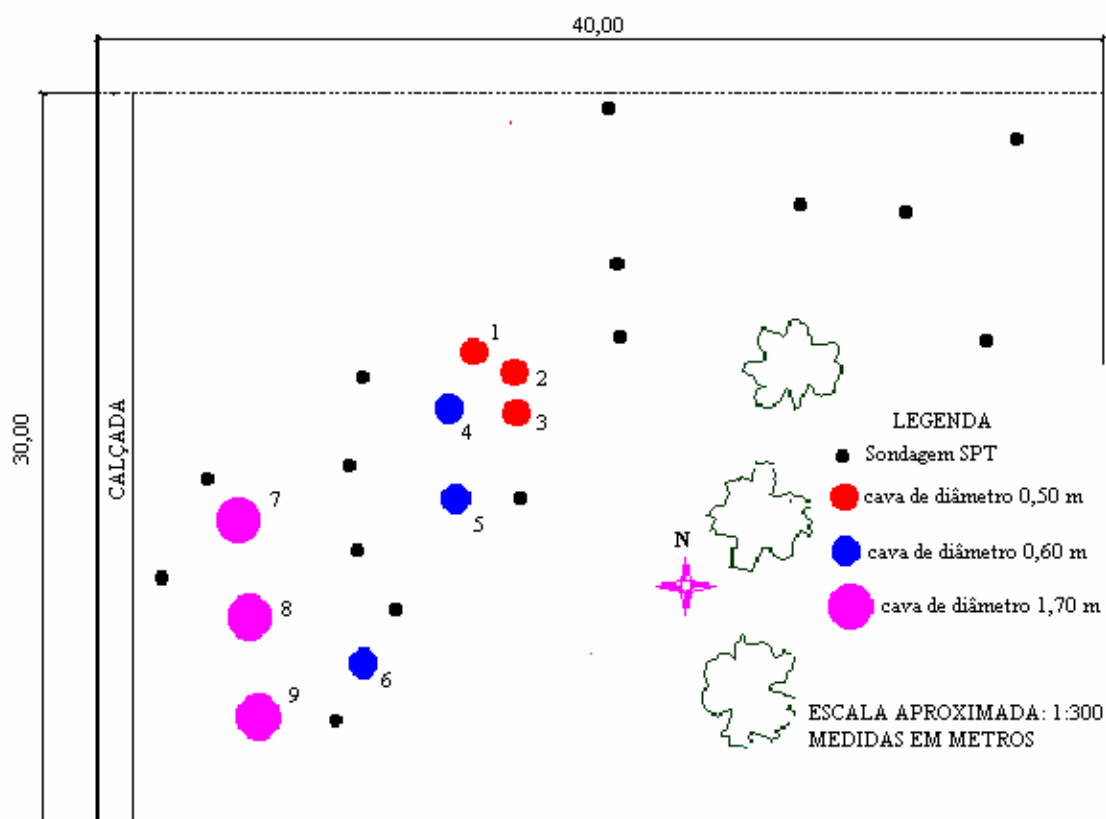 40,00
30,00
CALÇADA
1
2
3
4
5
6
7
8
9
N
LEGENDA
Sondagem SPT
cava de diâmetro 0,50 m
cava de diâmetro 0,60 m
cava de diâmetro 1,70 m
ESCALA APROXIMADA: 1:300
MEDIDAS EM METROS